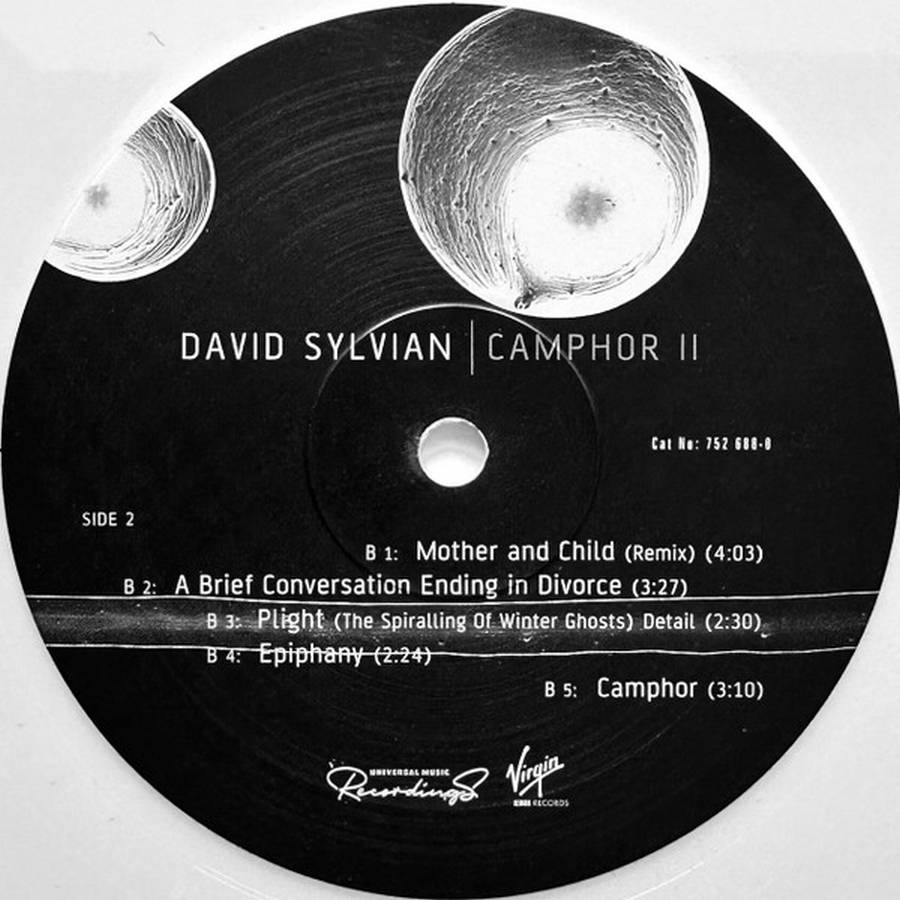 DAVID SYLVIAN | CAMPHOR II
Cat No: 752 688-0
SIDE 2
B 1: Mother and Child (Remix) (4:03)
B 2: A Brief Conversation Ending in Divorce (3:27)
B 3: Plight (The Spiralling Of Winter Ghosts) Detail (2:30)
B 4: Epiphany (2:24)
B 5: Camphor (3:10)
UNIVERSAL MUSIC
Recordings
Virgin
RECORDS